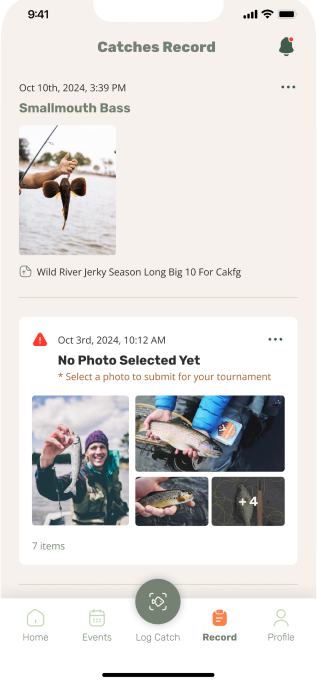 9:41
Catches Record
Oct 10th, 2024, 3:39 PM
Smallmouth Bass
Wild River Jerky Season Long Big 10 For Cakfg
Oct 3rd, 2024, 10:12 AM
No Photo Selected Yet
* Select a photo to submit for your tournament
+ 4
7 items
Home
Events
Log Catch
Record
Profile